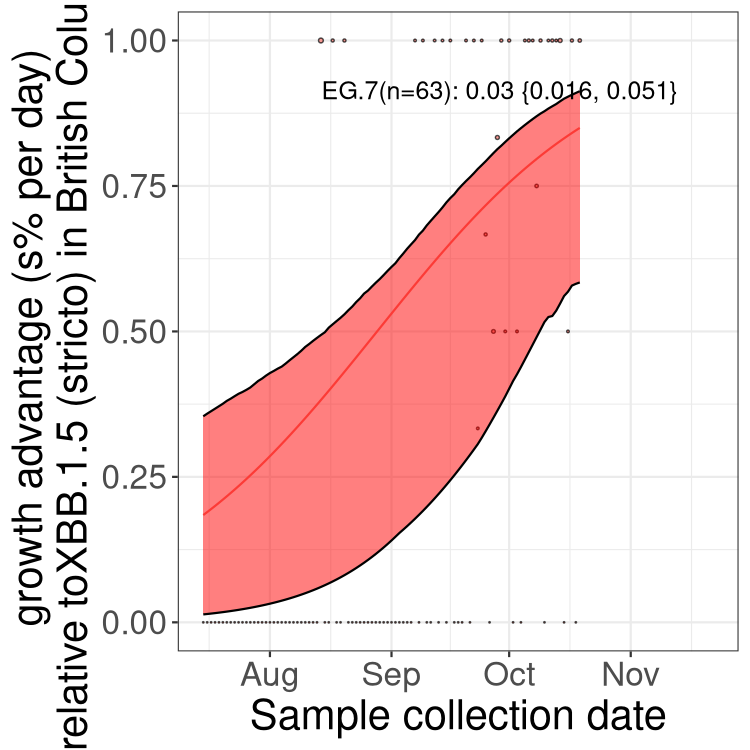 growth advantage (s% per day)
relative toXBB.1.5 (stricto) in British Colu
1.00
0.75
0.50
0.25
0.00
EG.7(n=63): 0.03 {0.016, 0.051}
Aug Sep Oct Nov
Sample collection date